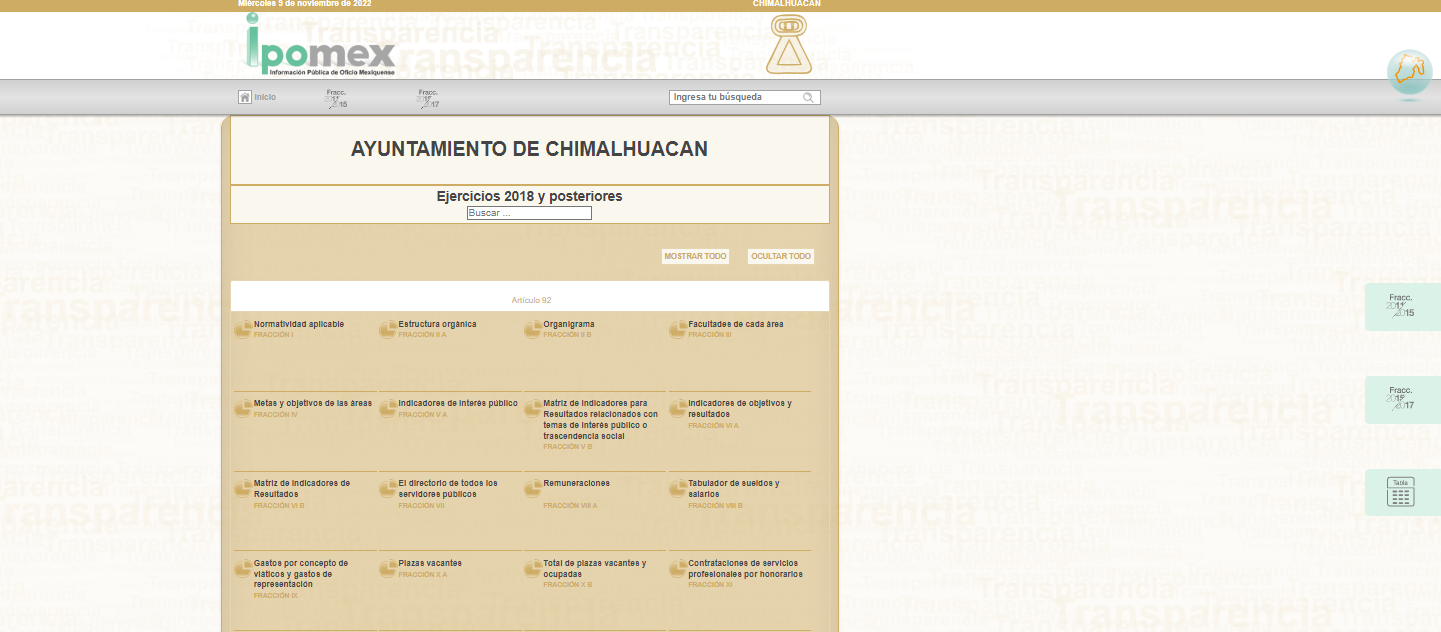 Miércoles 9 de noviembre de 2022
CHIMALHUACAN
ipomex
Información Pública de Oficio Mexiquense
Inicio
Fracc.
2015
Fracc.
2017
Ingresa tu búsqueda
AYUNTAMIENTO DE CHIMALHUACAN
Ejercicios 2018 y posteriores
Buscar ...
MOSTRAR TODO
OCULTAR TODO
Artículo 92
Normatividad aplicable
FRACCIÓN I
Estructura orgánica
FRACCIÓN II A
Organigrama
FRACCIÓN II B
Facultades de cada área
FRACCIÓN III
Metas y objetivos de las áreas
FRACCIÓN IV
Indicadores de interés público
FRACCIÓN V A
Matriz de Indicadores para
Resultados relacionados con
temas de interés público o
trascendencia social
FRACCIÓN V B
Indicadores de objetivos y
resultados
FRACCIÓN VI A
Matriz de Indicadores de
Resultados
FRACCIÓN VI B
El directorio de todos los
servidores públicos
FRACCIÓN VII
Remuneraciones
FRACCIÓN VIII A
Tabulador de sueldos y
salarios
FRACCIÓN VIII B
Gastos por concepto de
viáticos y gastos de
representación
FRACCIÓN IX
Plazas vacantes
FRACCIÓN X A
Total de plazas vacantes y
ocupadas
FRACCIÓN X B
Contrataciones de servicios
profesionales por honorarios
FRACCIÓN XI
Fracc.
2015
Fracc.
2017
Tabla
Transparencia